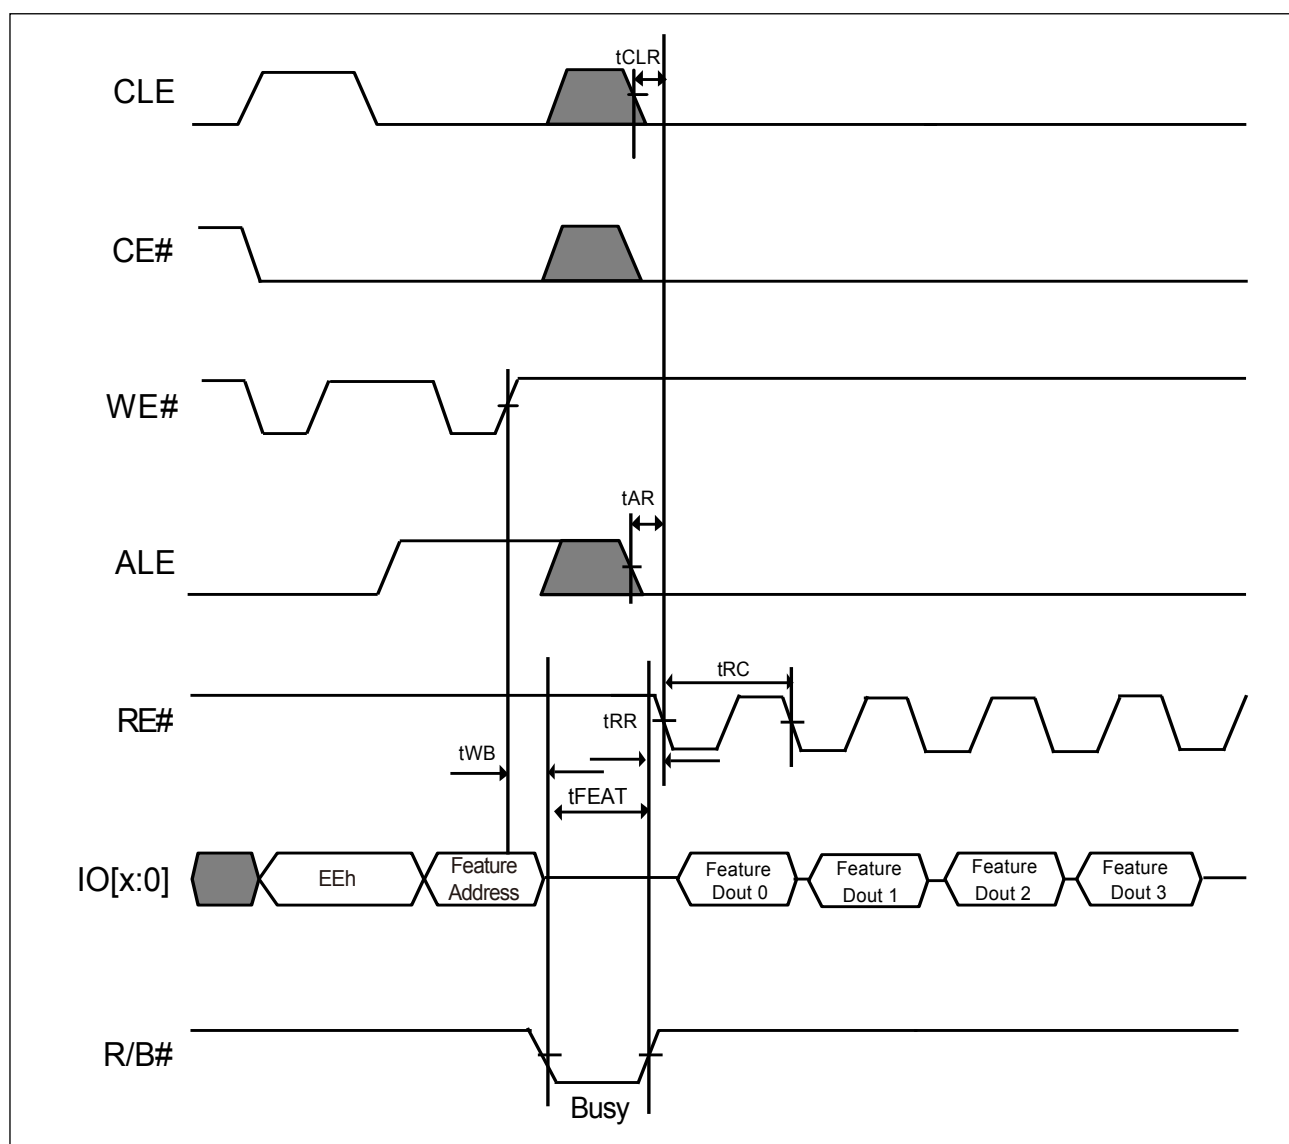 tCLR
CLE
CE#
WE#
tAR
ALE
tRC
RE#
tRR
tWB
tFEAT
IO[x:0]
EEh
Feature
Address
Feature
Dout 0
Feature
Dout 1
Feature
Dout 2
Feature
Dout 3
R/B#
Busy